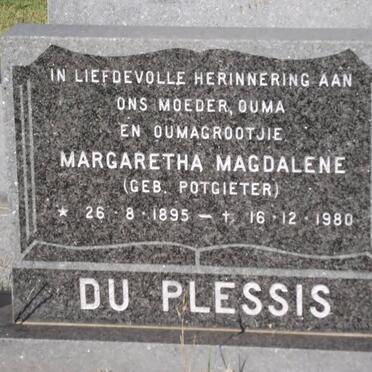 IN LIEFDEVOLLE HERINNERING AAN
ONS MOEDER, OUMA
EN OUMAGROOTJIE
MARGARETHA MAGDALENE
(GEB. POTGIETER)
★ 26·8·1895 – ✝ 16·12·1980
DU PLESSIS